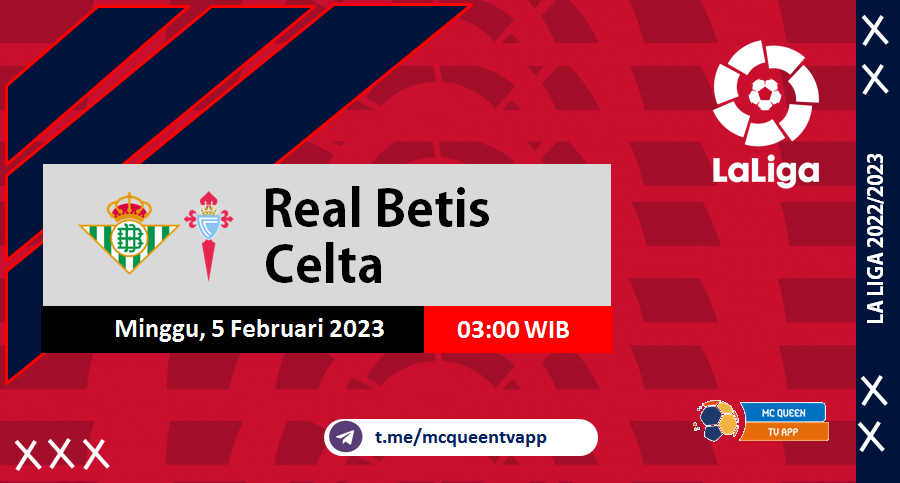 LaLiga
LA LIGA 2022/2023
Real Betis
Celta
Minggu, 5 Februari 2023
03:00 WIB
t.me/mcqueentvapp
MC QUEEN
TV APP